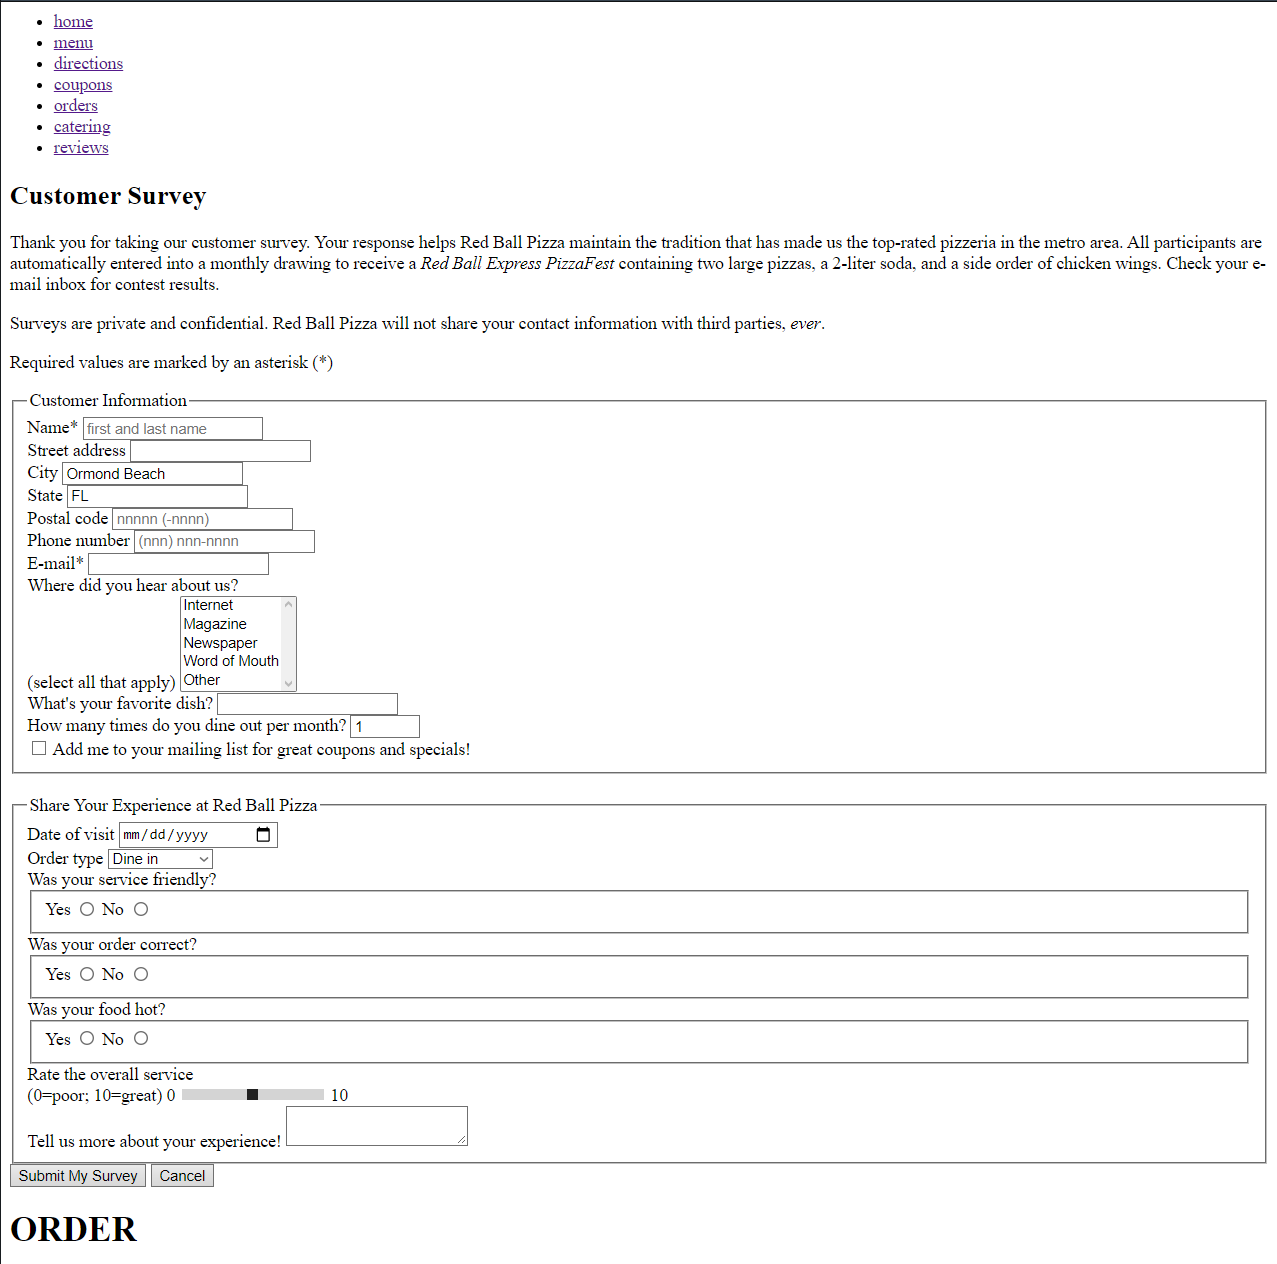 home
menu
directions
coupons
orders
catering
reviews
Customer Survey
Thank you for taking our customer survey. Your response helps Red Ball Pizza maintain the tradition that has made us the top-rated pizzeria in the metro area. All participants are
automatically entered into a monthly drawing to receive a Red Ball Express PizzaFest containing two large pizzas, a 2-liter soda, and a side order of chicken wings. Check your e-
mail inbox for contest results.
Surveys are private and confidential. Red Ball Pizza will not share your contact information with third parties, ever.
Required values are marked by an asterisk (*)
Customer Information
Name* first and last name
Street address
City Ormond Beach
State FL
Postal code nnnnn (-nnnn)
Phone number (nnn) nnn-nnnn
E-mail*
Where did you hear about us?
Internet
Magazine
Newspaper
Word of Mouth
(select all that apply) Other
What's your favorite dish?
How many times do you dine out per month? 1
Add me to your mailing list for great coupons and specials!
Share Your Experience at Red Ball Pizza
Date of visit mm/dd/yyyy
Order type Dine in
Was your service friendly?
Yes No
Was your order correct?
Yes No
Was your food hot?
Yes No
Rate the overall service
(0=poor; 10=great) 0 10
Tell us more about your experience!
Submit My Survey Cancel
ORDER